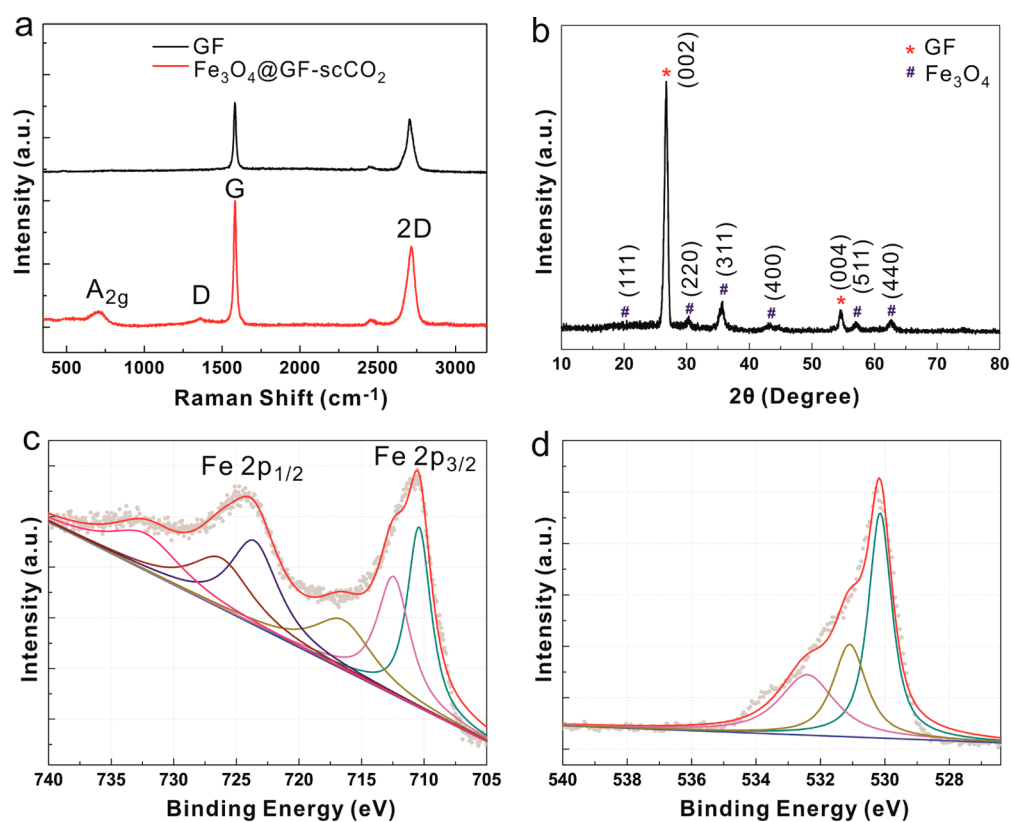 a
GF
Fe₃O₄@GF-scCO₂
A₂g
D
G
2D
Intensity (a.u.)
500 1000 1500 2000 2500 3000
Raman Shift (cm⁻¹)
b
* GF
# Fe₃O₄
* (002)
# (111)
# (220)
# (311)
# (400)
* (004)
# (511)
# (440)
Intensity (a.u.)
10 20 30 40 50 60 70 80
2θ (Degree)
c
Fe 2p₁/₂
Fe 2p₃/₂
Intensity (a.u.)
740 735 730 725 720 715 710 705
Binding Energy (eV)
d
Intensity (a.u.)
540 538 536 534 532 530 528
Binding Energy (eV)